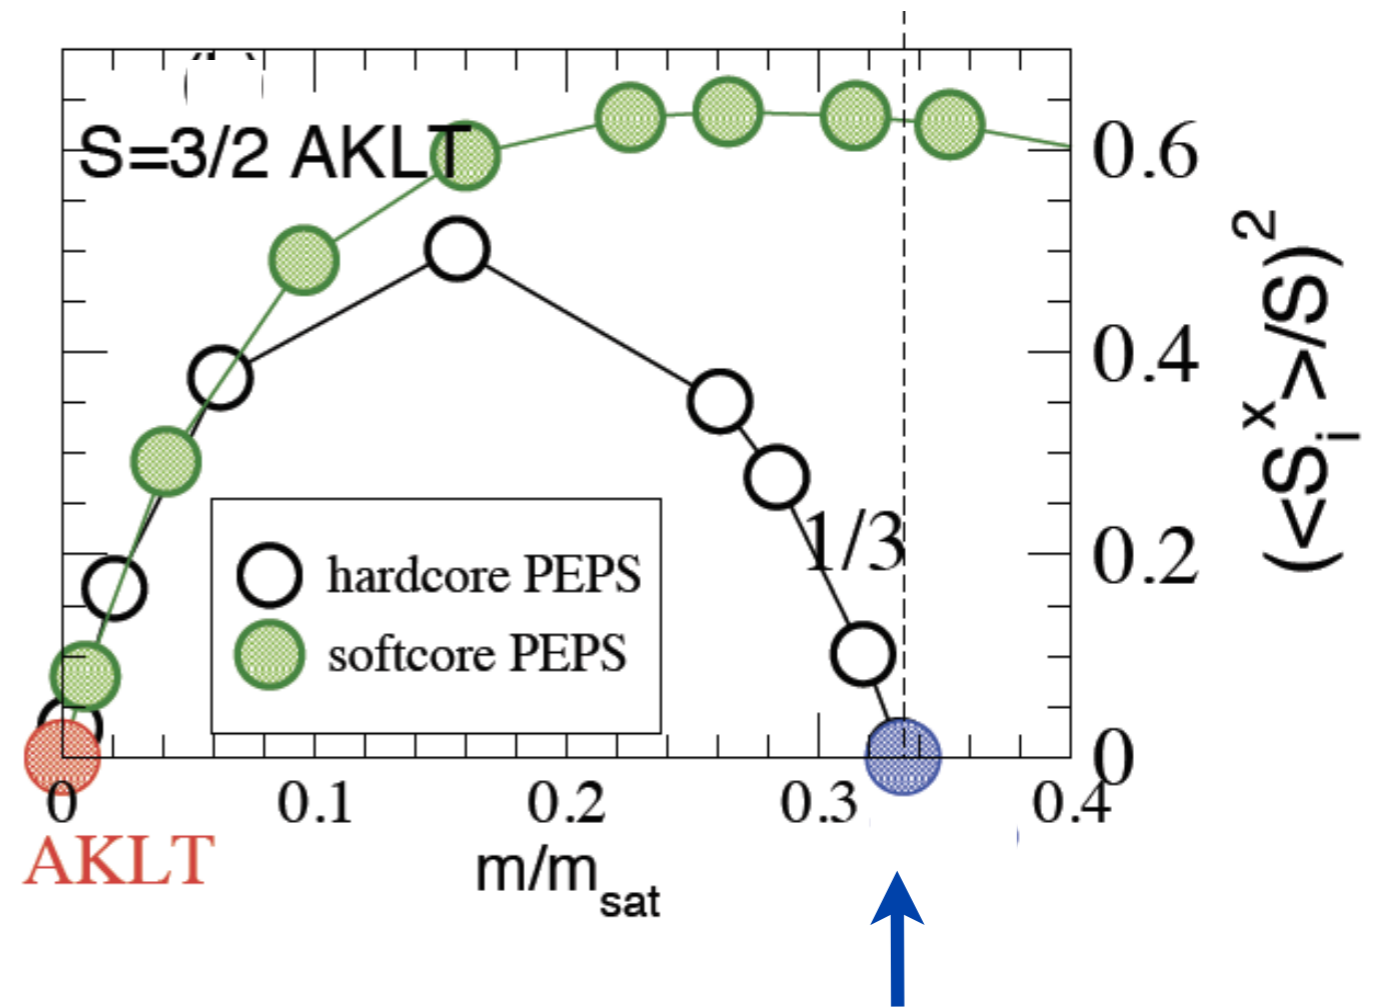 S=3/2 AKLT
0.6
0.4
0.2
0
(<S_i^x>/S)^2
1/3
hardcore PEPS
softcore PEPS
0
0.1
0.2
0.3
0.4
AKLT
m/m_sat